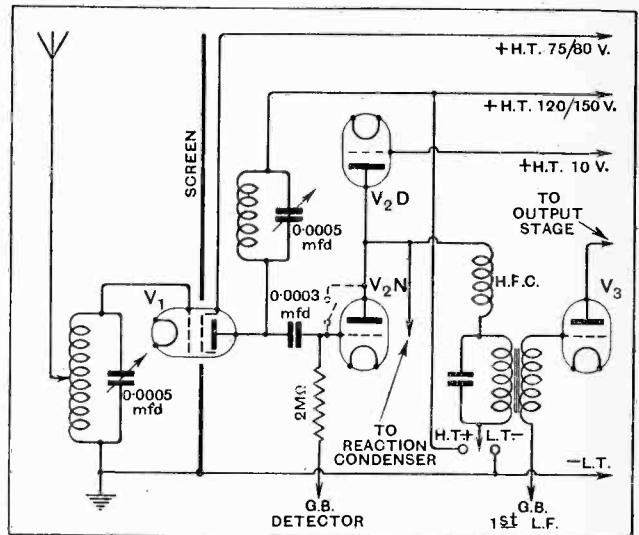 +H.T. 75/80 V.
+H.T. 120/150 V.
+H.T. 10 V.
SCREEN
V2D
TO
OUTPUT
STAGE
0.0005
mfd
V1
0.0003
mfd
V2N
H.F.C.
V3
0.0005
mfd
2MΩ
TO
REACTION
CONDENSER
H.T.+
L.T.-
-L.T.
G.B.
DETECTOR
G.B.
1st L.F.